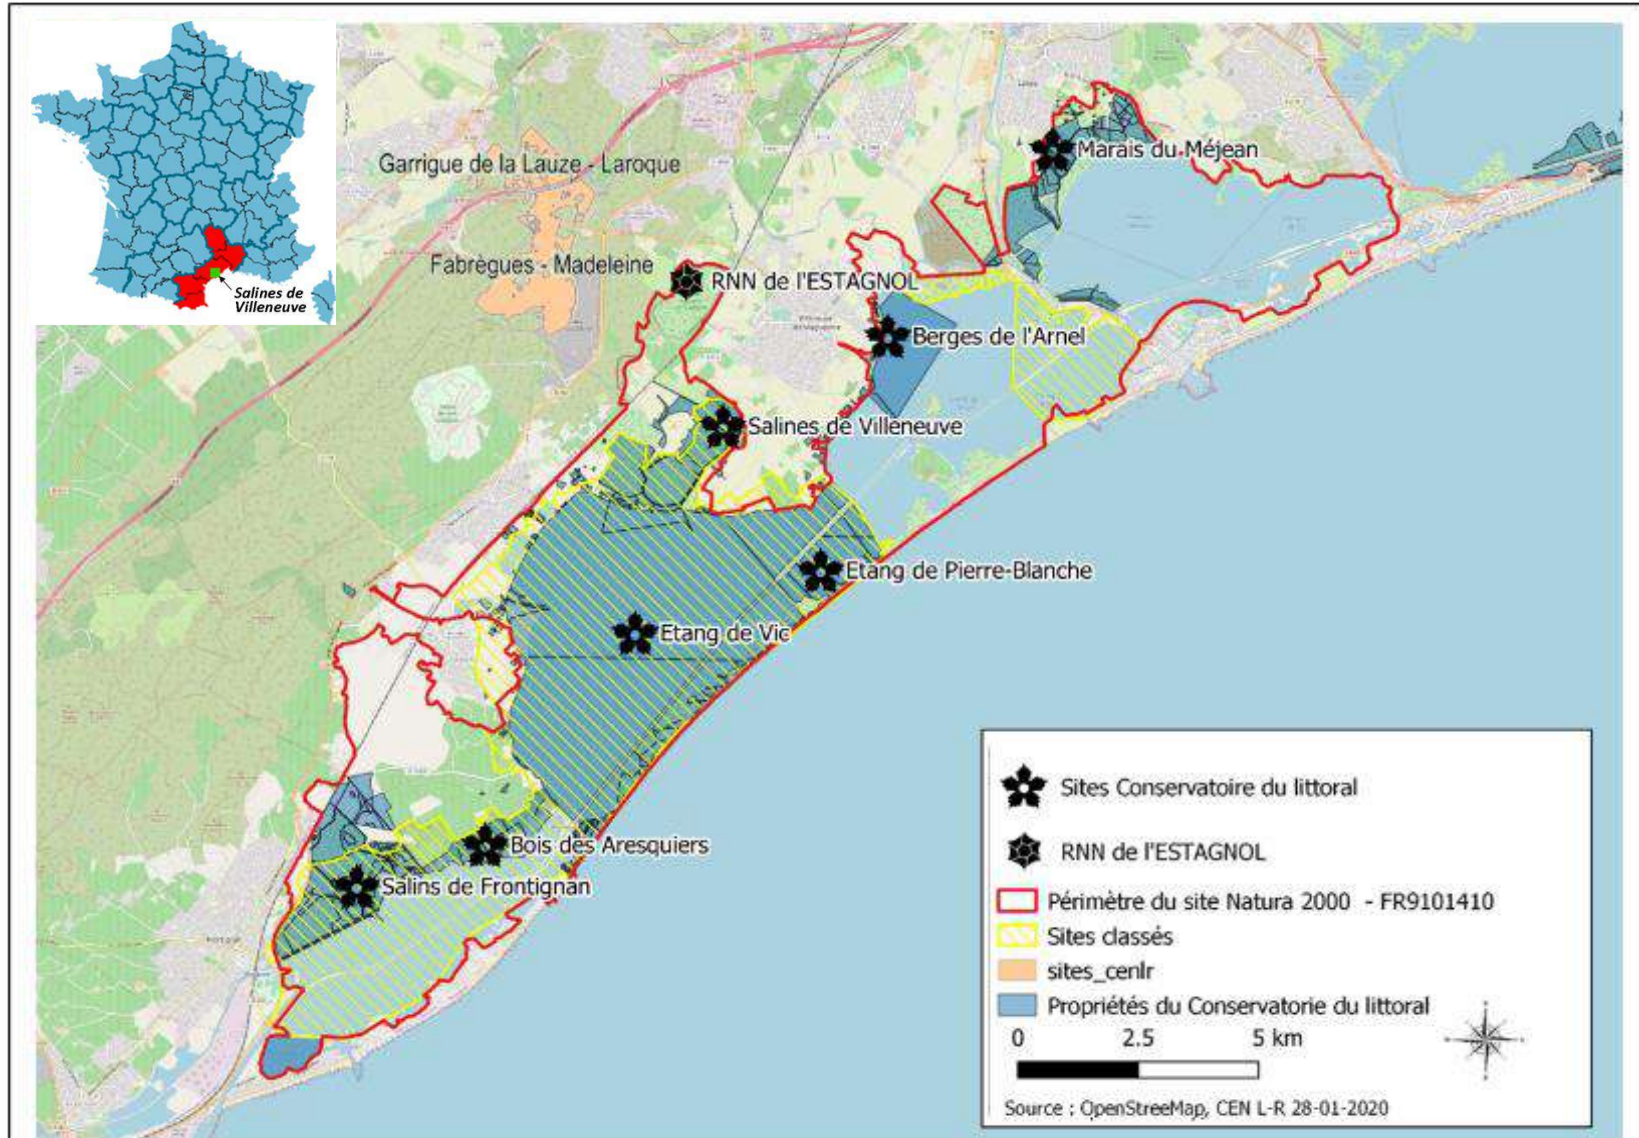 Salines de
Villeneuve
Garrigue de la Lauze - Laroque
Marais du Méjean
Fabrègues - Madeleine
RNN de l'ESTAGNOL
Berges de l'Arnel
Salines de Villeneuve
Etang de Pierre-Blanche
Etang de Vic
Bois des Aresquiers
Salins de Frontignan
Sites Conservatoire du littoral
RNN de l'ESTAGNOL
Périmètre du site Natura 2000 - FR9101410
Sites classés
sites_cenlr
Propriétés du Conservatorie du littoral
0 2.5 5 km
Source : OpenStreeMap, CEN L-R 28-01-2020